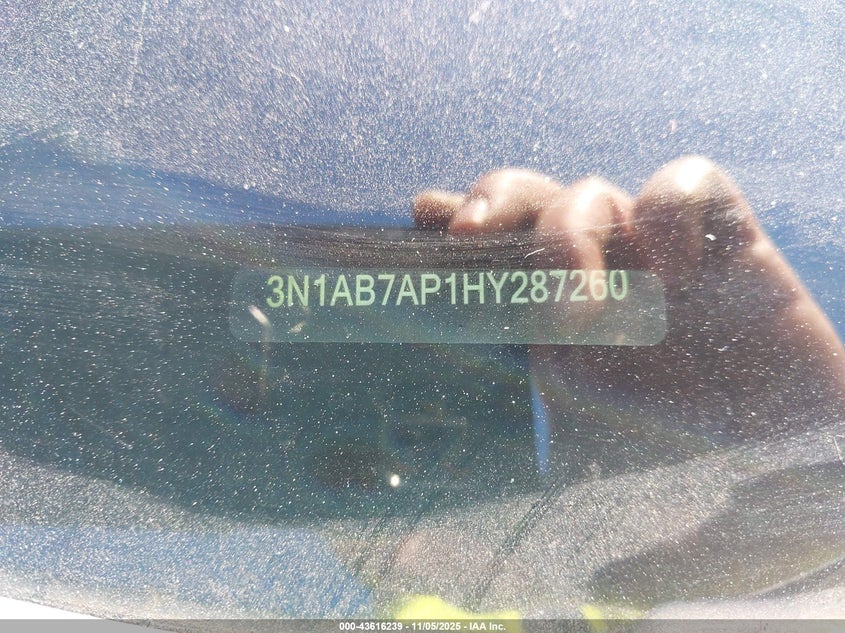 3N1AB7AP1HY287260
000-43616239 - 11/05/2025 - IAA Inc.